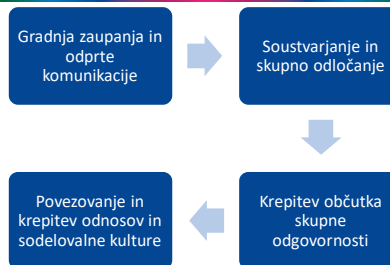 Gradnja zaupanja in
odprte
komunikacije
Soustvarjanje in
skupno odločanje
Krepitev občutka
skupne
odgovornosti
Povezovanje in
krepitev odnosov in
sodelovalne kulture